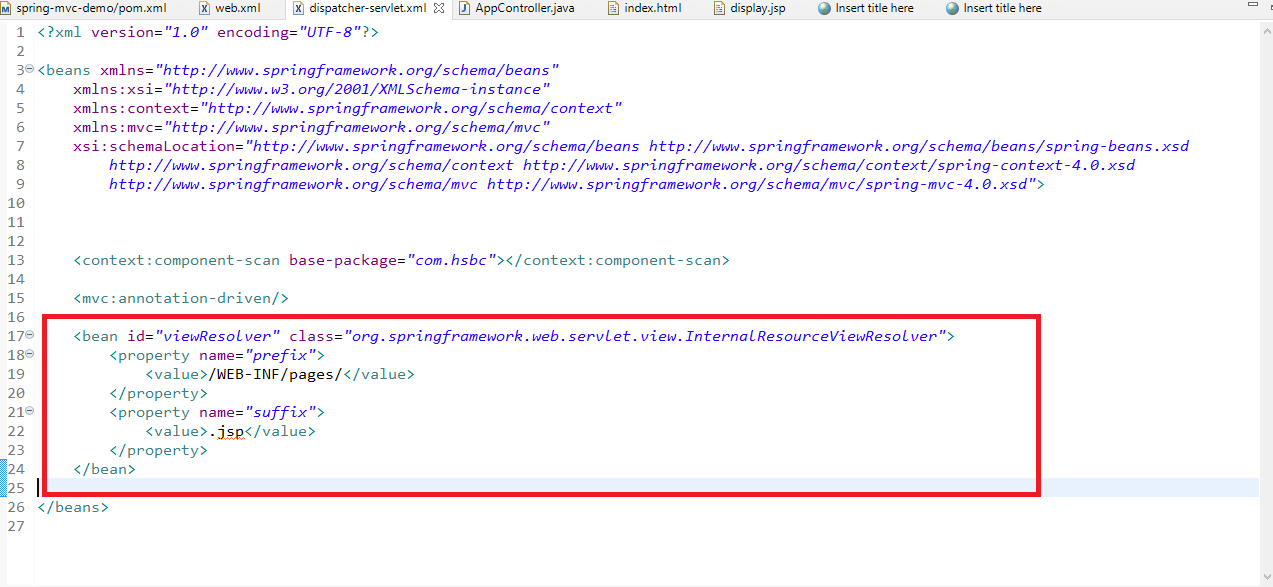 spring-mvc-demo/pom.xml web.xml dispatcher-servlet.xml AppController.java index.html display.jsp Insert title here Insert title here
1 <?xml version="1.0" encoding="UTF-8"?>
2
3 <beans xmlns="http://www.springframework.org/schema/beans"
4 xmlns:xsi="http://www.w3.org/2001/XMLSchema-instance"
5 xmlns:context="http://www.springframework.org/schema/context"
6 xmlns:mvc="http://www.springframework.org/schema/mvc"
7 xsi:schemaLocation="http://www.springframework.org/schema/beans http://www.springframework.org/schema/beans/spring-beans.xsd
8 http://www.springframework.org/schema/context http://www.springframework.org/schema/context/spring-context-4.0.xsd
9 http://www.springframework.org/schema/mvc http://www.springframework.org/schema/mvc/spring-mvc-4.0.xsd">
10
11
12
13 <context:component-scan base-package="com.hsbc"></context:component-scan>
14
15 <mvc:annotation-driven/>
16
17 <bean id="viewResolver" class="org.springframework.web.servlet.view.InternalResourceViewResolver">
18 <property name="prefix">
19 <value>/WEB-INF/pages/</value>
20 </property>
21 <property name="suffix">
22 <value>.jsp</value>
23 </property>
24 </bean>
25
26 </beans>
27